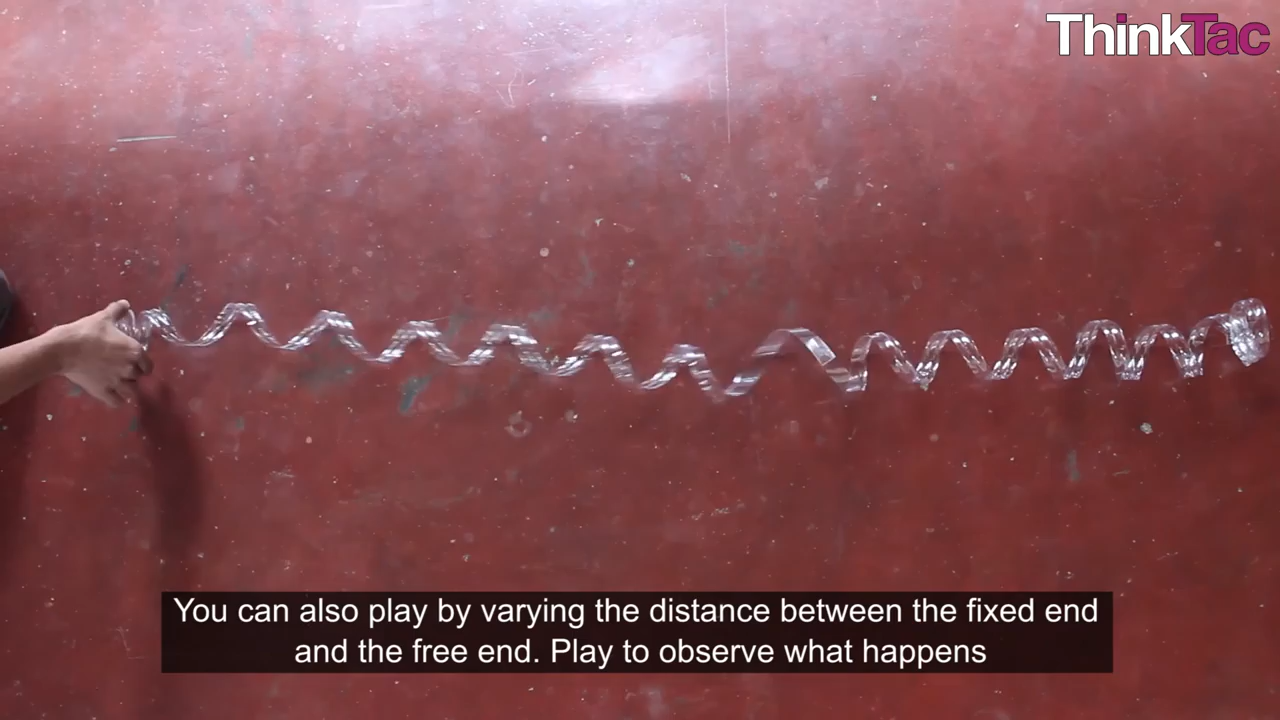 ThinkTac
You can also play by varying the distance between the fixed end
and the free end. Play to observe what happens